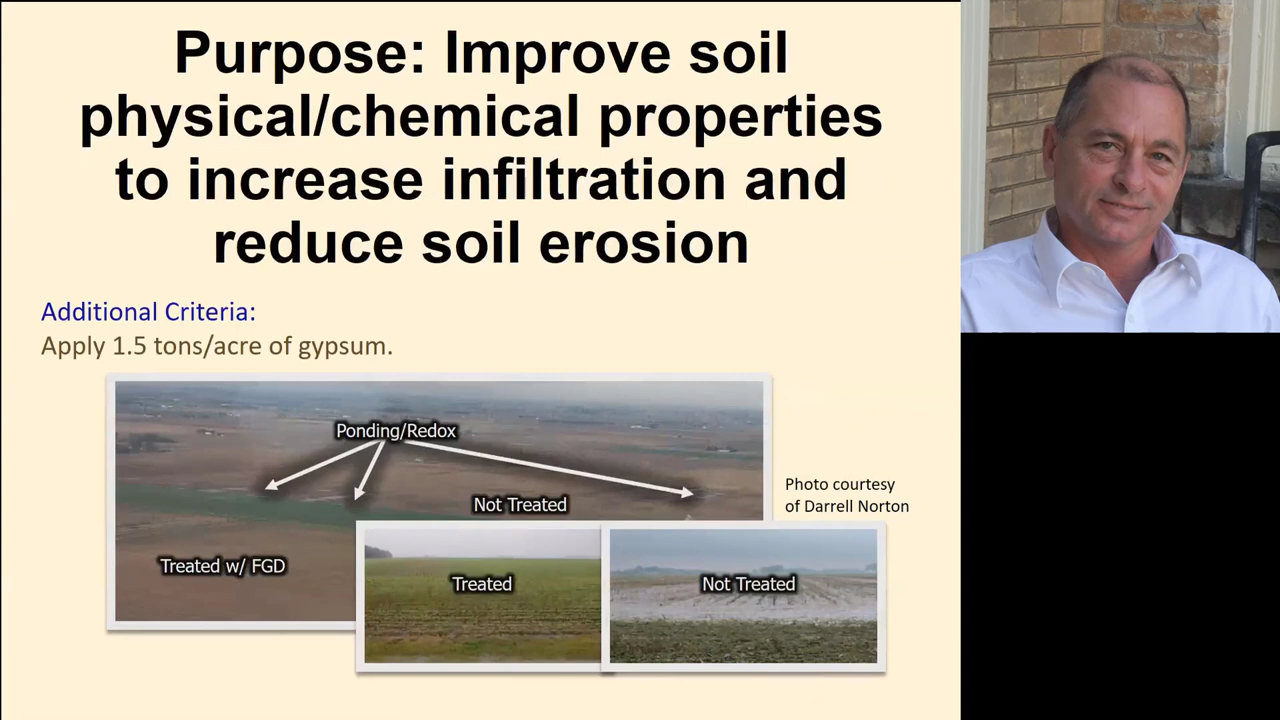 Purpose: Improve soil
physical/chemical properties
to increase infiltration and
reduce soil erosion
Additional Criteria:
Apply 1.5 tons/acre of gypsum.
Ponding/Redox
Not Treated
Treated w/ FGD
Treated
Not Treated
Photo courtesy
of Darrell Norton